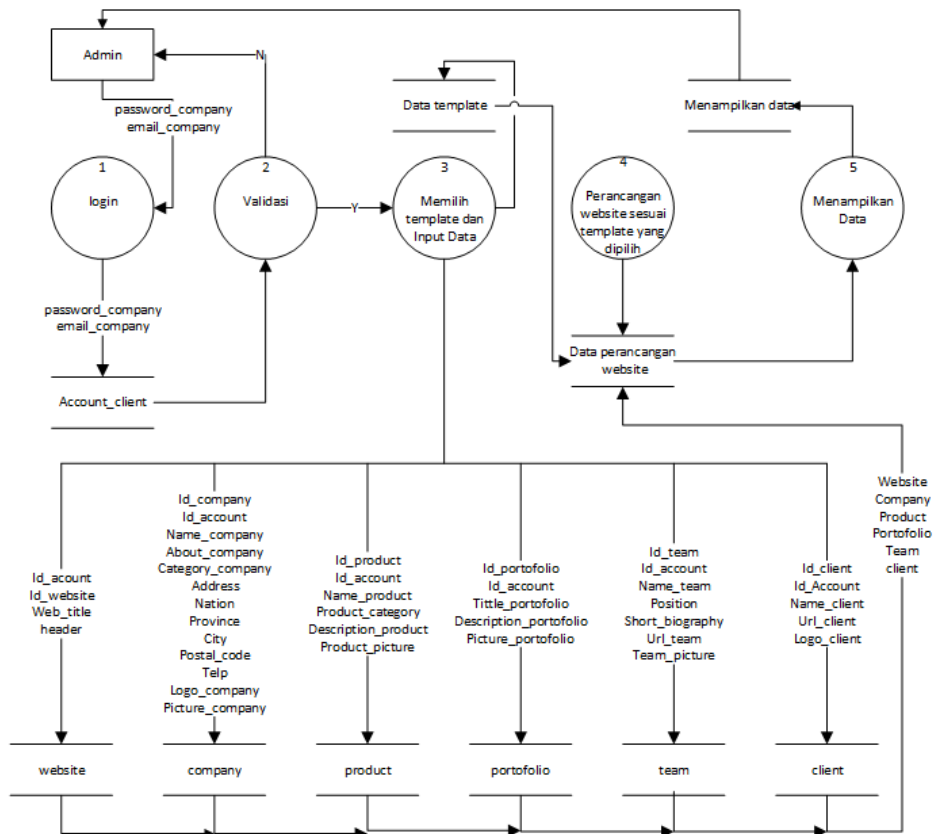 Admin
N
password_company
email_company
Data template
Menampilkan data
1
login
2
Validasi
Y
3
Memilih
template dan
Input Data
4
Perancangan
website sesuai
template yang
dipilih
5
Menampilkan
Data
password_company
email_company
Account_client
Data perancangan
website
Website
Company
Product
Portofolio
Team
client
Id_acount
Id_website
Web_title
header
Id_company
Id_account
Name_company
About_company
Category_company
Address
Nation
Province
City
Postal_code
Telp
Logo_company
Picture_company
Id_product
Id_account
Name_product
Product_category
Description_product
Product_picture
Id_portofolio
Id_account
Tittle_portofolio
Description_portofolio
Picture_portofolio
Id_team
Id_account
Name_team
Position
Short_biography
Url_team
Team_picture
Id_client
Id_Account
Name_client
Url_client
Logo_client
website
company
product
portofolio
team
client